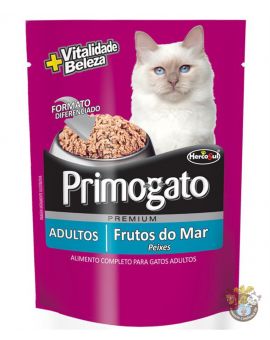 +Vitalidade
Beleza
FORMATO
DIFERENCIADO
HercoSul
Primogato
PREMIUM
ADULTOS
Frutos do Mar
Peixes
ALIMENTO COMPLETO PARA GATOS ADULTOS